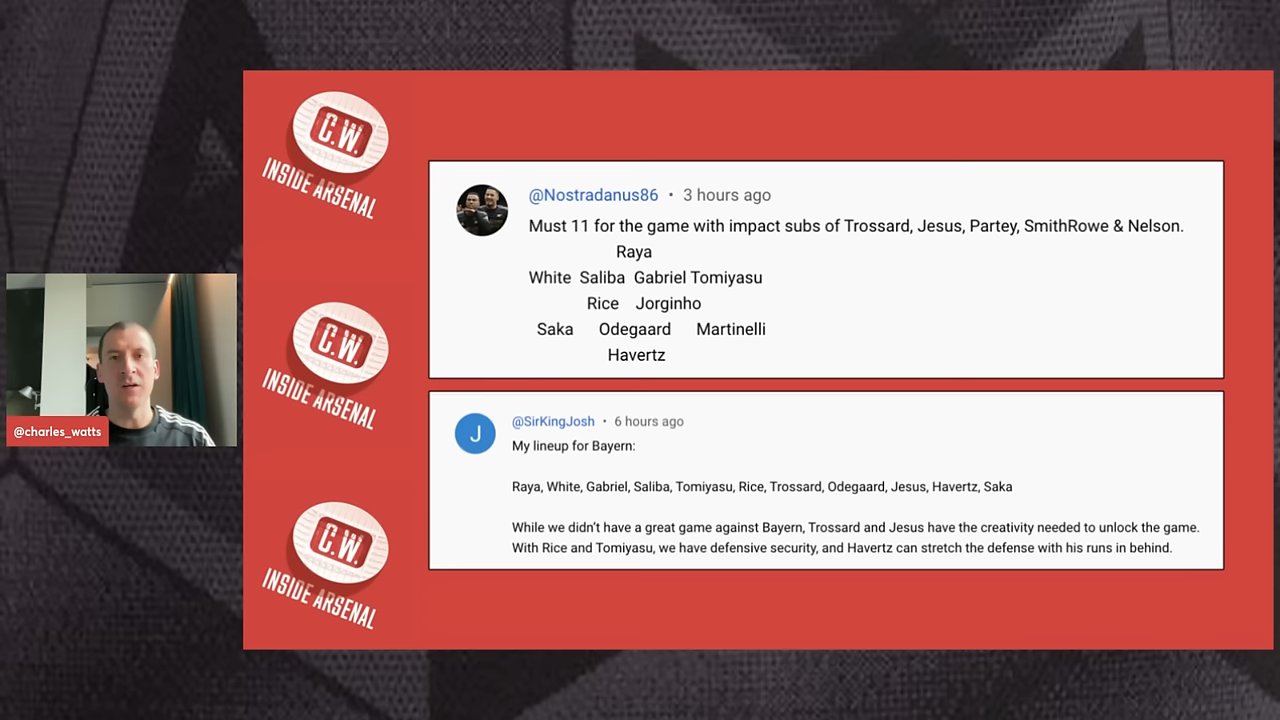 C.W.
INSIDE ARSENAL
C.W.
INSIDE ARSENAL
C.W.
INSIDE ARSENAL
@charles_watts
@Nostradanus86 • 3 hours ago
Must 11 for the game with impact subs of Trossard, Jesus, Partey, SmithRowe & Nelson.
Raya
White Saliba Gabriel Tomiyasu
Rice Jorginho
Saka Odegaard Martinelli
Havertz
J
@SirKingJosh • 6 hours ago
My lineup for Bayern:
Raya, White, Gabriel, Saliba, Tomiyasu, Rice, Trossard, Odegaard, Jesus, Havertz, Saka
While we didn't have a great game against Bayern, Trossard and Jesus have the creativity needed to unlock the game.
With Rice and Tomiyasu, we have defensive security, and Havertz can stretch the defense with his runs in behind.